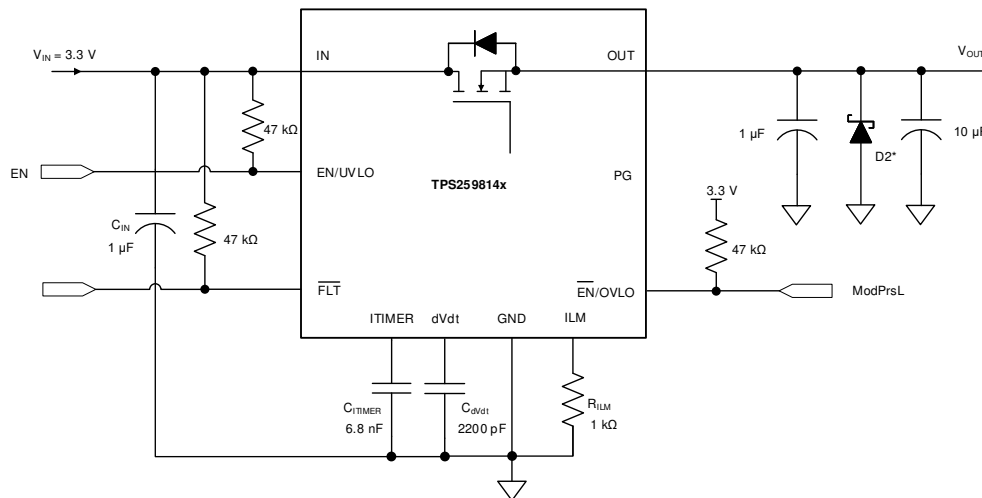 V_IN = 3.3 V
IN
OUT
V_OUT
47 kΩ
1 µF
10 µF
D2*
EN
EN/UVLO
TPS259814x
PG
3.3 V
C_IN
1 µF
47 kΩ
47 kΩ
FLT
EN/OVLO
ModPrsL
ITIMER
dVdt
GND
ILM
C_ITIMER
6.8 nF
C_dVdt
2200 pF
R_ILM
1 kΩ